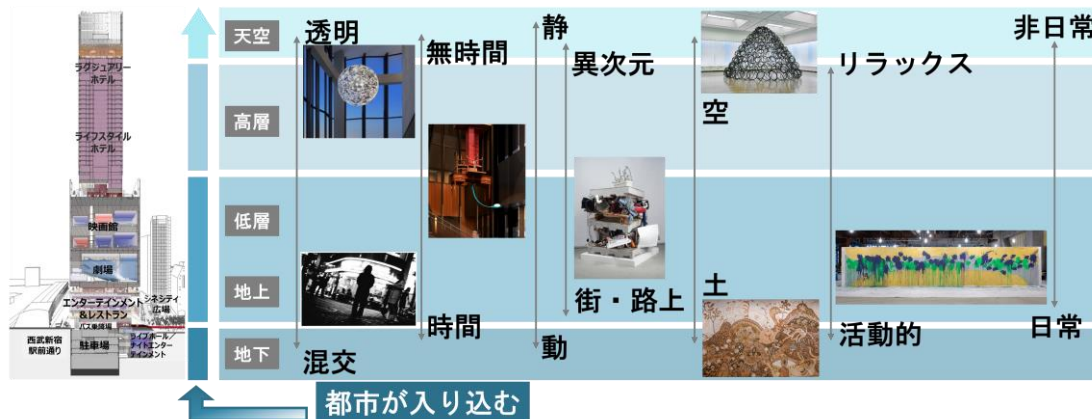 ラグジュアリー
ホテル
ライフスタイル
ホテル
映画館
劇場
エンターテインメント
&レストラン
シネシティ
広場
バス乗降場
駐車場
ライブホール/
ナイトエンター
テインメント
西武新宿
駅前通り
天空
高層
低層
地上
地下
透明
混交
無時間
時間
静
動
異次元
街・路上
空
土
リラックス
活動的
非日常
日常
都市が入り込む